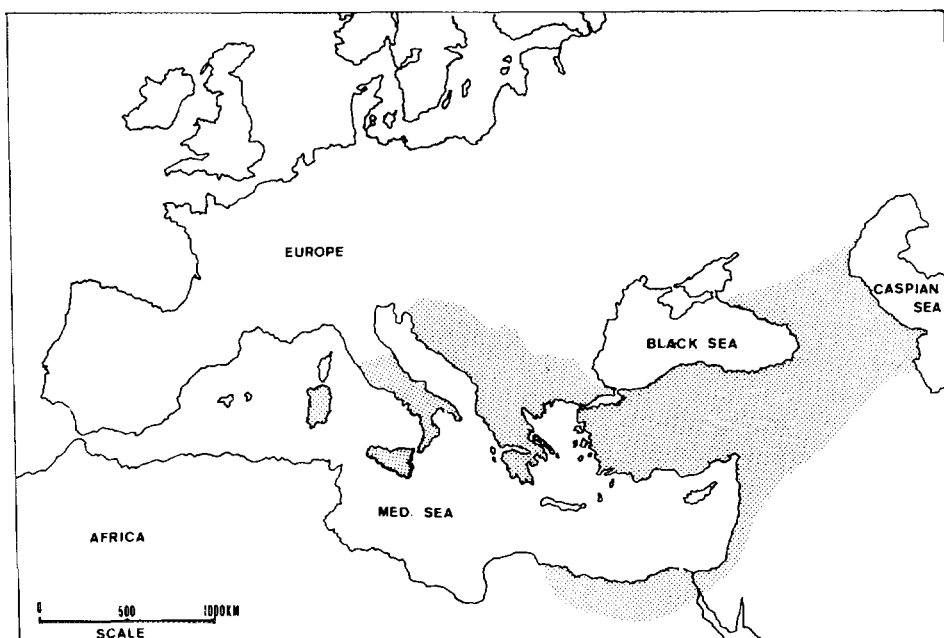 EUROPE
CASPIAN
SEA
BLACK SEA
MED. SEA
AFRICA
0 500 1000KM
SCALE